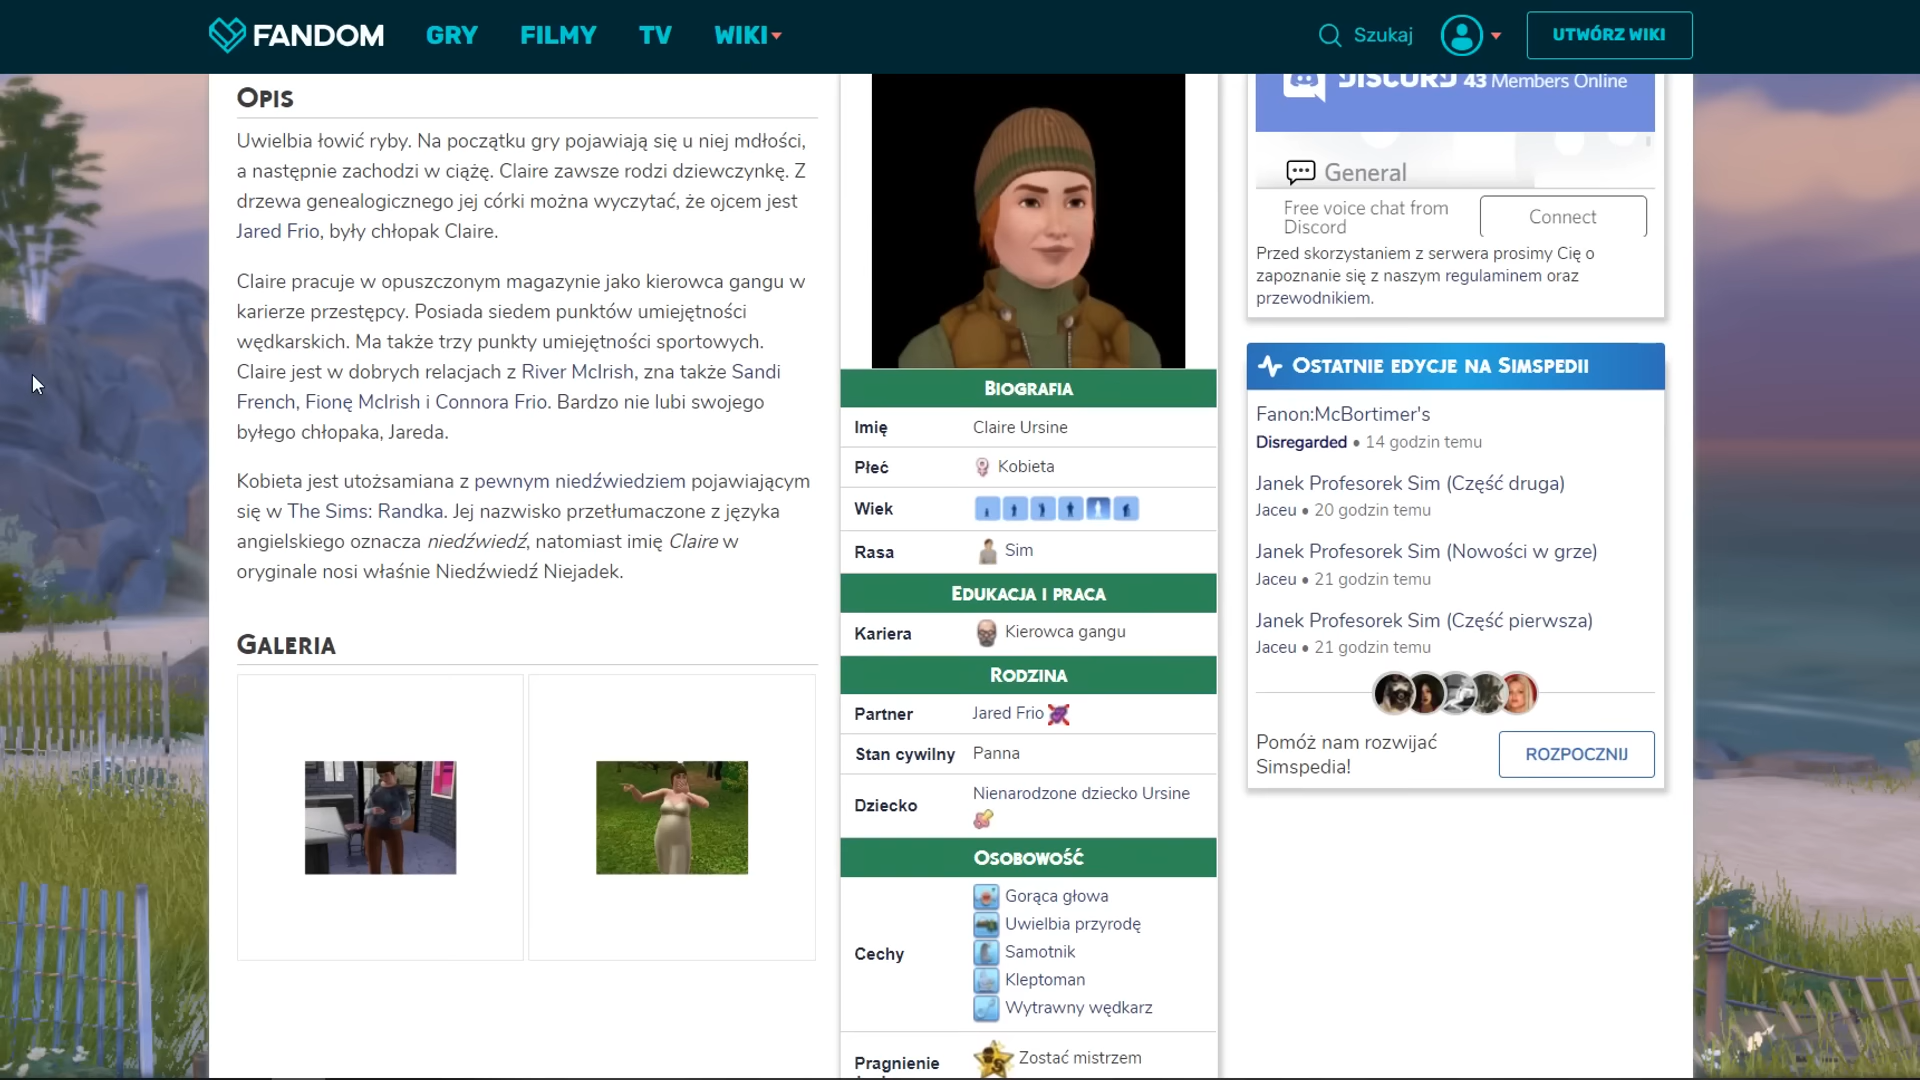 FANDOM
GRY
FILMY
TV
WIKI
Szukaj
UTWÓRZ WIKI
Opis
Uwielbia łowić ryby. Na początku gry pojawiają się u niej mdłości,
a następnie zachodzi w ciążę. Claire zawsze rodzi dziewczynkę. Z
drzewa genealogicznego jej córki można wyczytać, że ojcem jest
Jared Frio, były chłopak Claire.
Claire pracuje w opuszczonym magazynie jako kierowca gangu w
karierze przestępcy. Posiada siedem punktów umiejętności
wędkarskich. Ma także trzy punkty umiejętności sportowych.
Claire jest w dobrych relacjach z River McIrish, zna także Sandi
French, Fionę McIrish i Connora Frio. Bardzo nie lubi swojego
byłego chłopaka, Jareda.
Kobieta jest utożsamiana z pewnym niedźwiedziem pojawiającym
się w The Sims: Randka. Jej nazwisko przetłumaczone z języka
angielskiego oznacza niedźwiedź, natomiast imię Claire w
oryginale nosi właśnie Niedźwiedź Niejadek.
Galeria
Biografia
Imię Claire Ursine
Płeć Kobieta
Wiek
Rasa Sim
Edukacja i praca
Kariera Kierowca gangu
Rodzina
Partner Jared Frio
Stan cywilny Panna
Dziecko Nienarodzone dziecko Ursine
Osobowość
Cechy
Gorąca głowa
Uwielbia przyrodę
Samotnik
Kleptoman
Wytrawny wędkarz
Pragnienie Zostać mistrzem
DISCORD 43 Members Online
General
Free voice chat from
Discord
Connect
Przed skorzystaniem z serwera prosimy Cię o
zapoznanie się z naszym regulaminem oraz
przewodnikiem.
Ostatnie edycje na Simspedii
Fanon:McBortimer's
Disregarded • 14 godzin temu
Janek Profesorek Sim (Część druga)
Jaceu • 20 godzin temu
Janek Profesorek Sim (Nowości w grze)
Jaceu • 21 godzin temu
Janek Profesorek Sim (Część pierwsza)
Jaceu • 21 godzin temu
Pomóż nam rozwijać
Simspedia!
ROZPOCZNIJ